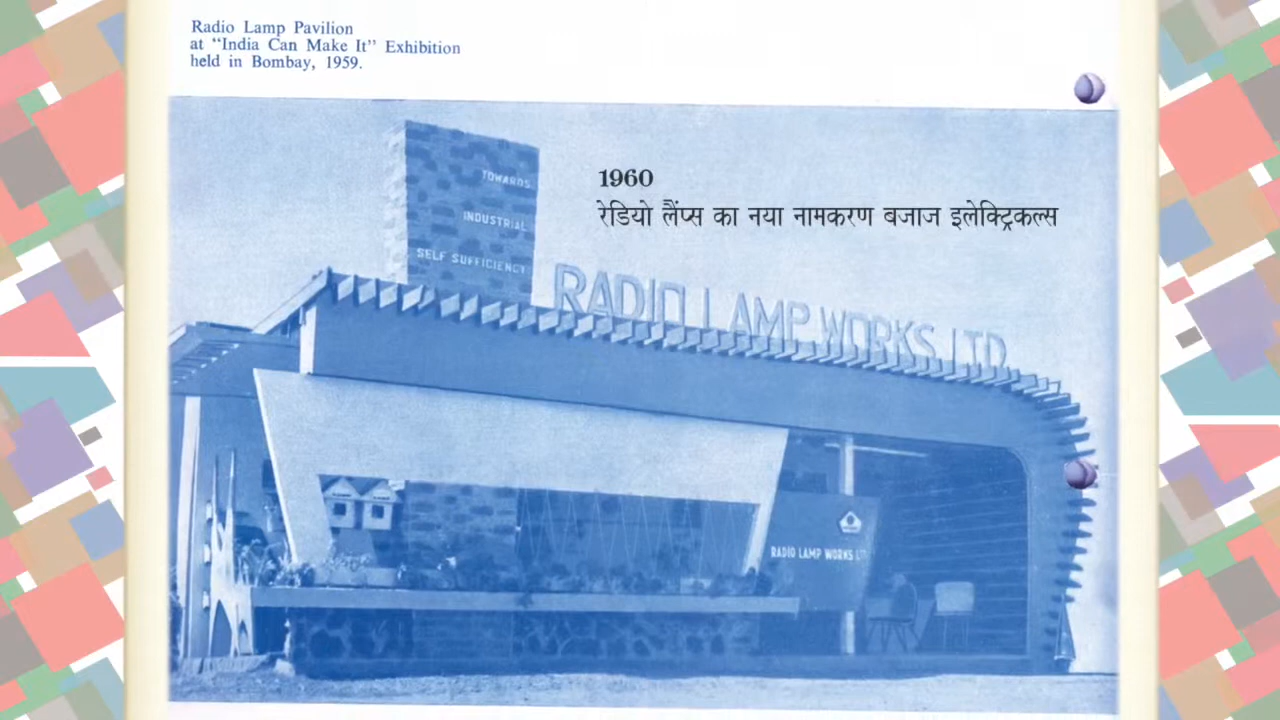 Radio Lamp Pavilion
at “India Can Make It” Exhibition
held in Bombay, 1959.
TOWARDS
INDUSTRIAL
SELF SUFFICIENCY
1960
रेडियो लैंप्स का नया नामकरण बजाज इलेक्ट्रिकल्स
RADIO LAMP WORKS LTD
RADIO LAMP WORKS LTD